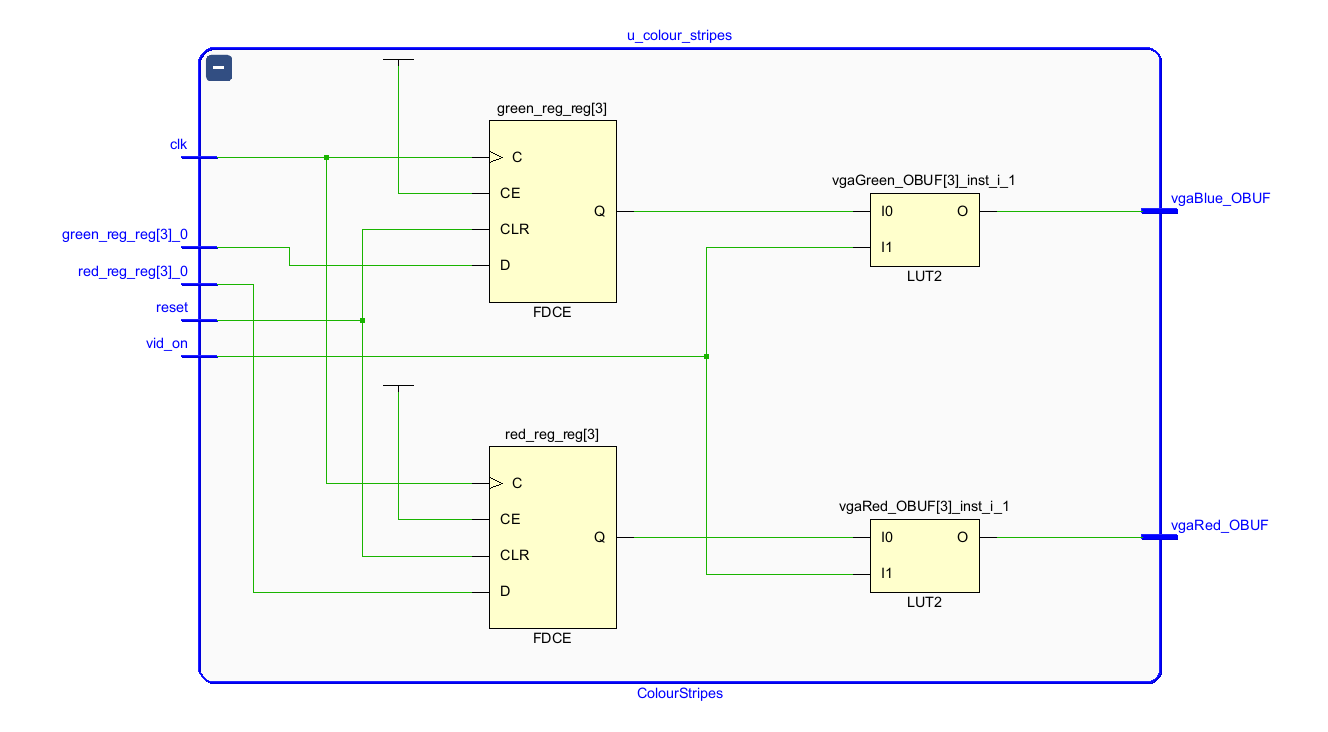 u_colour_stripes
clk
green_reg_reg[3]_0
red_reg_reg[3]_0
reset
vid_on
green_reg_reg[3]
C
CE
CLR
D
Q
FDCE
vgaGreen_OBUF[3]_inst_i_1
I0
I1
O
LUT2
vgaBlue_OBUF
red_reg_reg[3]
C
CE
CLR
D
Q
FDCE
vgaRed_OBUF[3]_inst_i_1
I0
I1
O
LUT2
vgaRed_OBUF
ColourStripes